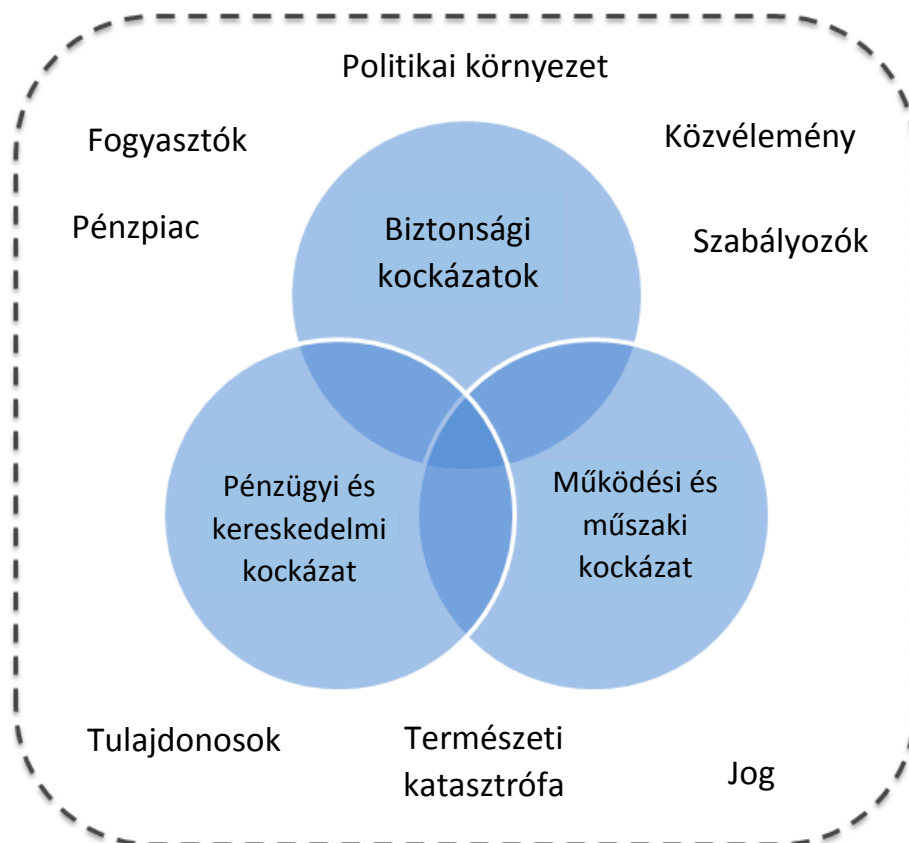 Politikai környezet
Fogyasztók
Közvélemény
Pénzpiac
Szabályozók
Biztonsági
kockázatok
Pénzügyi és
kereskedelmi
kockázat
Működési és
műszaki
kockázat
Tulajdonosok
Természeti
katasztrófa
Jog